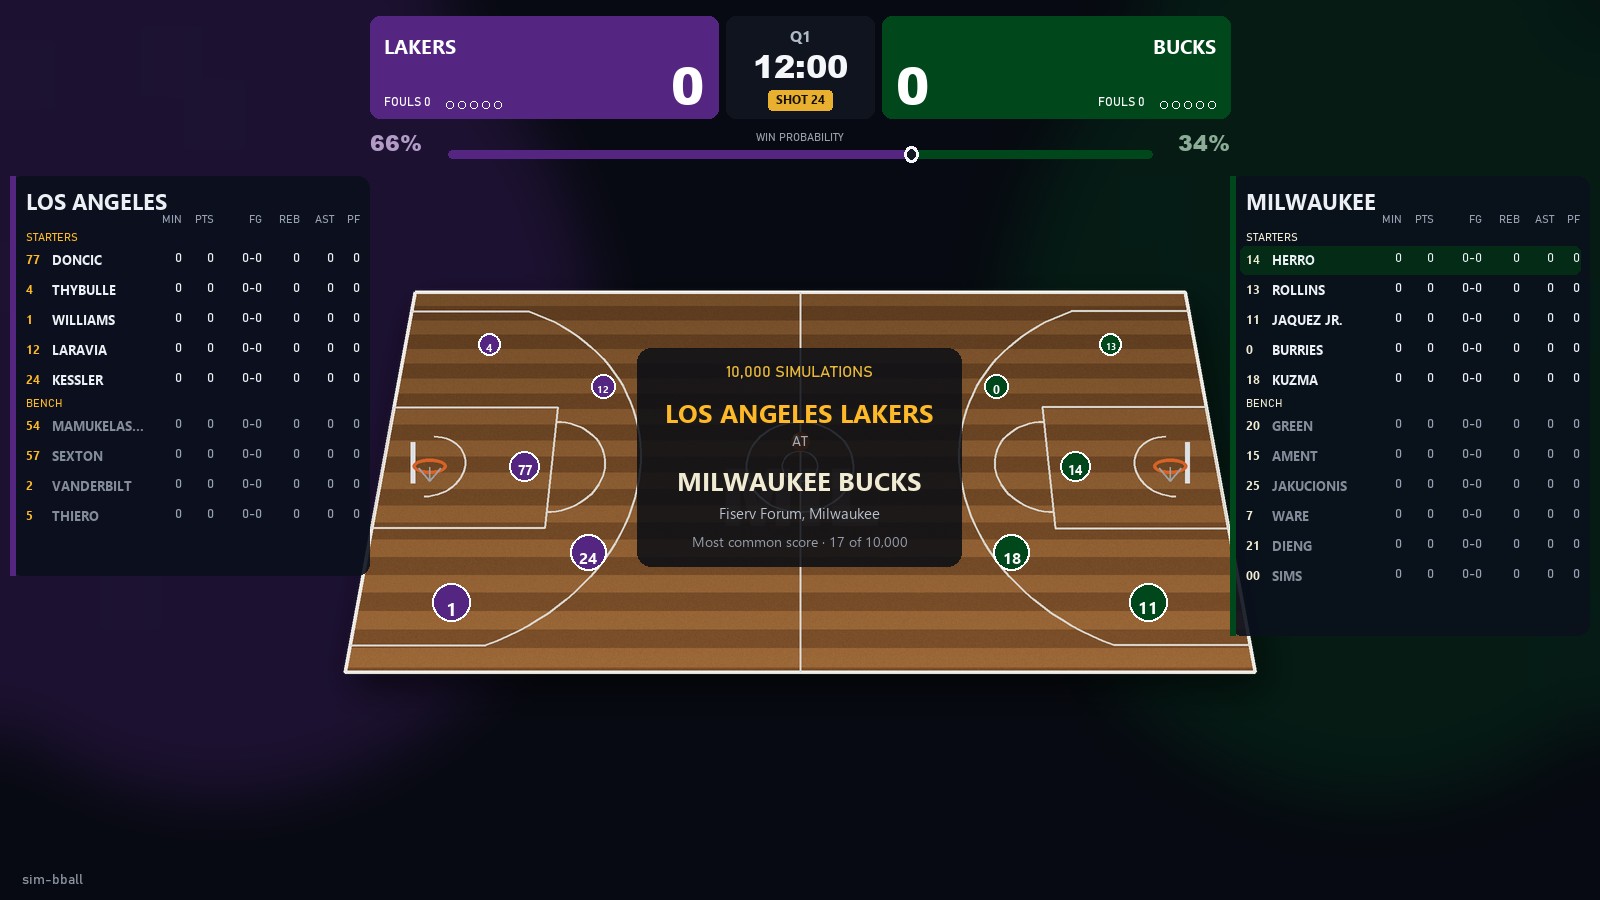 LAKERS
0
FOULS 0
Q1
12:00
SHOT 24
BUCKS
0
FOULS 0
66%
WIN PROBABILITY
34%
LOS ANGELES
MIN PTS FG REB AST PF
STARTERS
77 DONCIC 0 0 0-0 0 0 0
4 THYBULLE 0 0 0-0 0 0 0
1 WILLIAMS 0 0 0-0 0 0 0
12 LARAVIA 0 0 0-0 0 0 0
24 KESSLER 0 0 0-0 0 0 0
BENCH
54 MAMUKELAS... 0 0 0-0 0 0 0
57 SEXTON 0 0 0-0 0 0 0
2 VANDERBILT 0 0 0-0 0 0 0
5 THIERO 0 0 0-0 0 0 0
4
12
77
24
1
10,000 SIMULATIONS
LOS ANGELES LAKERS
AT
MILWAUKEE BUCKS
Fiserv Forum, Milwaukee
Most common score · 17 of 10,000
13
0
14
18
11
MILWAUKEE
MIN PTS FG REB AST PF
STARTERS
14 HERRO 0 0 0-0 0 0 0
13 ROLLINS 0 0 0-0 0 0 0
11 JAQUEZ JR. 0 0 0-0 0 0 0
0 BURRIES 0 0 0-0 0 0 0
18 KUZMA 0 0 0-0 0 0 0
BENCH
20 GREEN 0 0 0-0 0 0 0
15 AMENT 0 0 0-0 0 0 0
25 JAKUCIONIS 0 0 0-0 0 0 0
7 WARE 0 0 0-0 0 0 0
21 DIENG 0 0 0-0 0 0 0
00 SIMS 0 0 0-0 0 0 0
sim-bball